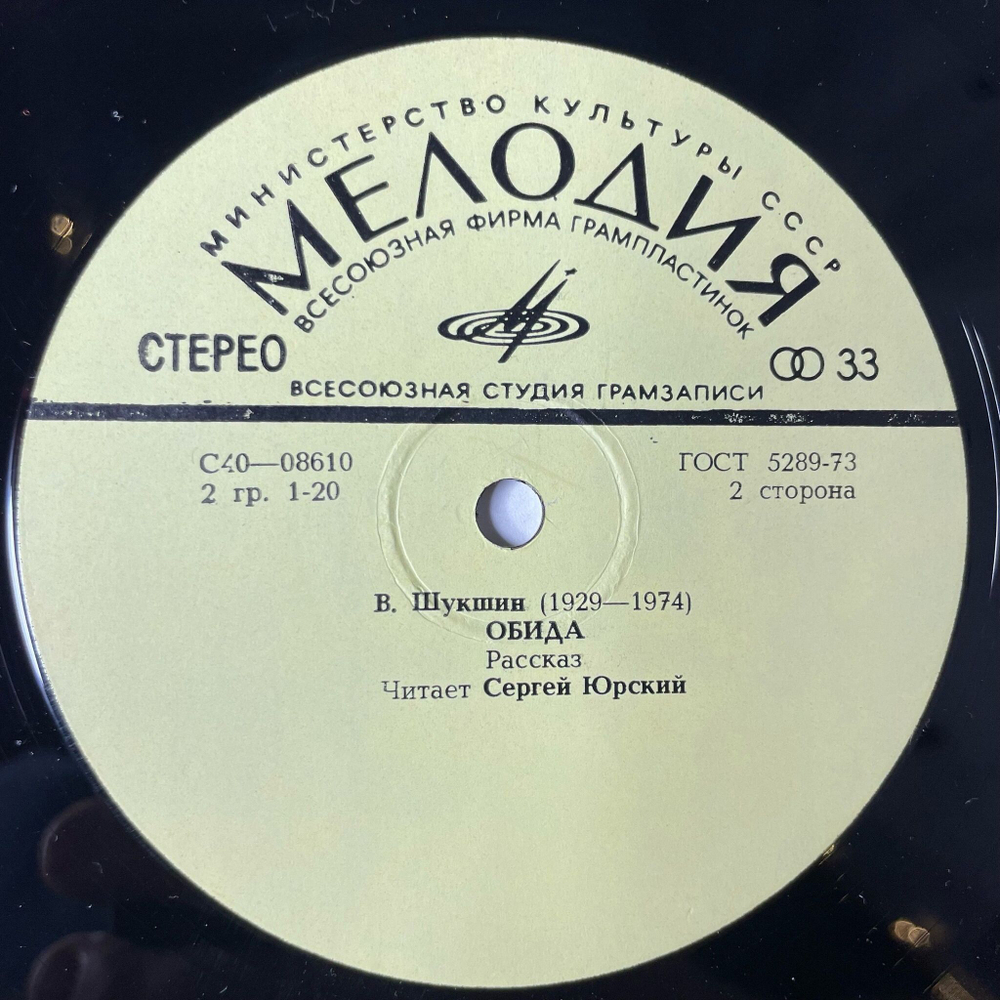 МИНИСТЕРСТВО КУЛЬТУРЫ СССР
МЕЛОДИЯ
ВСЕСОЮЗНАЯ ФИРМА ГРАМПЛАСТИНОК
СТЕРЕО
33
ВСЕСОЮЗНАЯ СТУДИЯ ГРАМЗАПИСИ
С40—08610
ГОСТ 5289-73
2 гр. 1-20
2 сторона
В. Шукшин (1929—1974)
ОБИДА
Рассказ
Читает Сергей Юрский